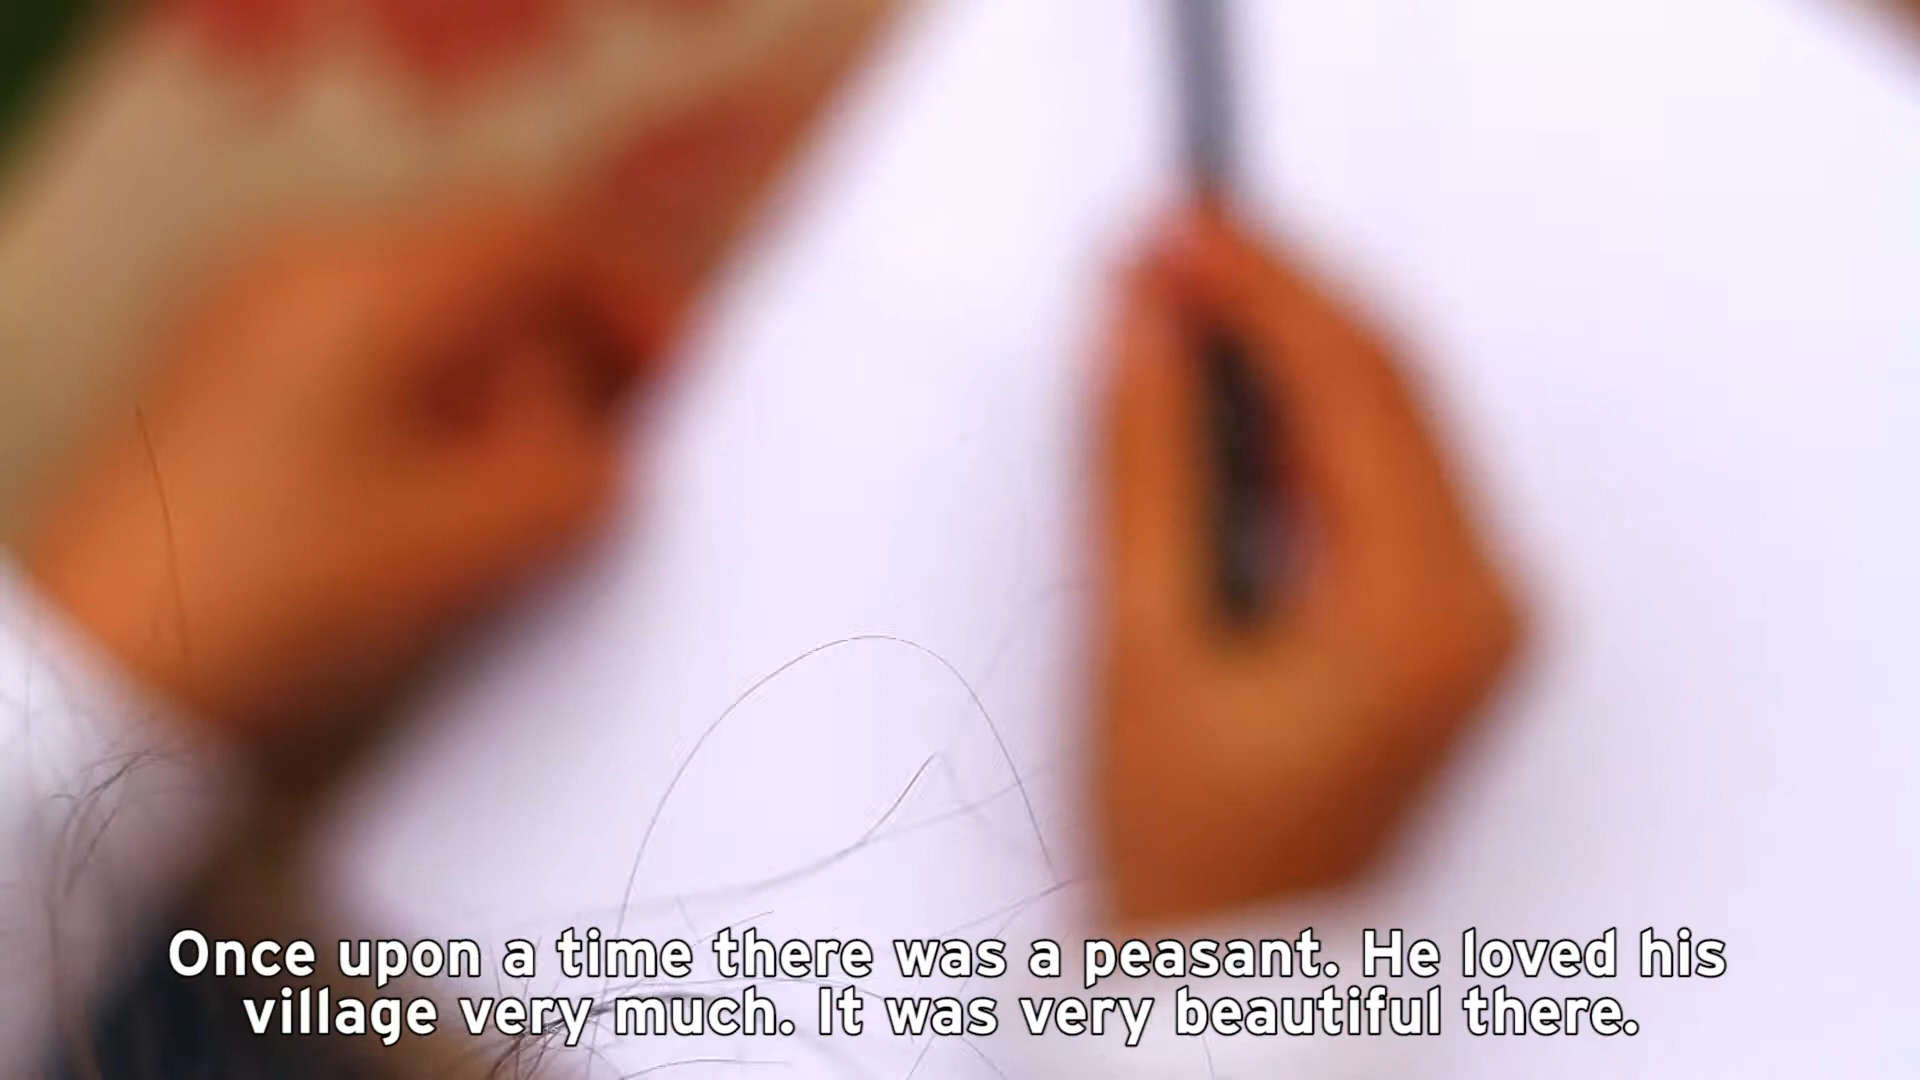 Once upon a time there was a peasant. He loved his
village very much. It was very beautiful there.